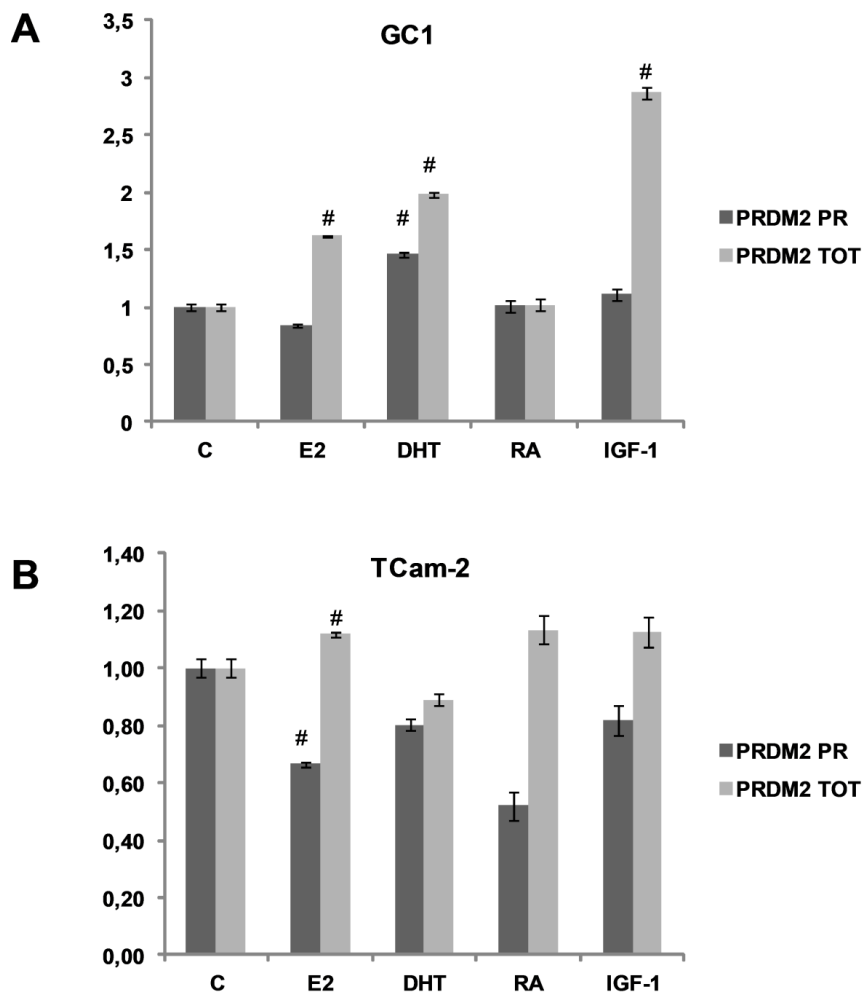 A
GC1
3,5
3
2,5
2
1,5
1
0,5
0
#
#
#
#
C E2 DHT RA IGF-1
PRDM2 PR
PRDM2 TOT
B
TCam-2
1,40
1,20
1,00
0,80
0,60
0,40
0,20
0,00
#
#
C E2 DHT RA IGF-1
PRDM2 PR
PRDM2 TOT